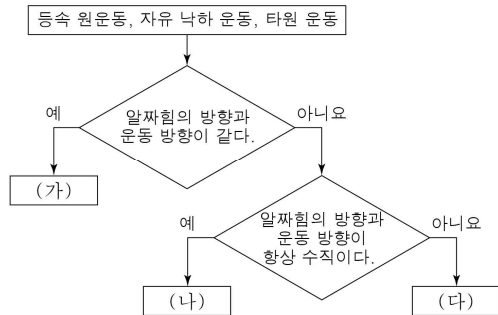 등속 원운동, 자유 낙하 운동, 타원 운동
예
알짜힘의 방향과
운동 방향이 같다.
아니요
(가)
예
알짜힘의 방향과
운동 방향이
항상 수직이다.
아니요
(나)
(다)